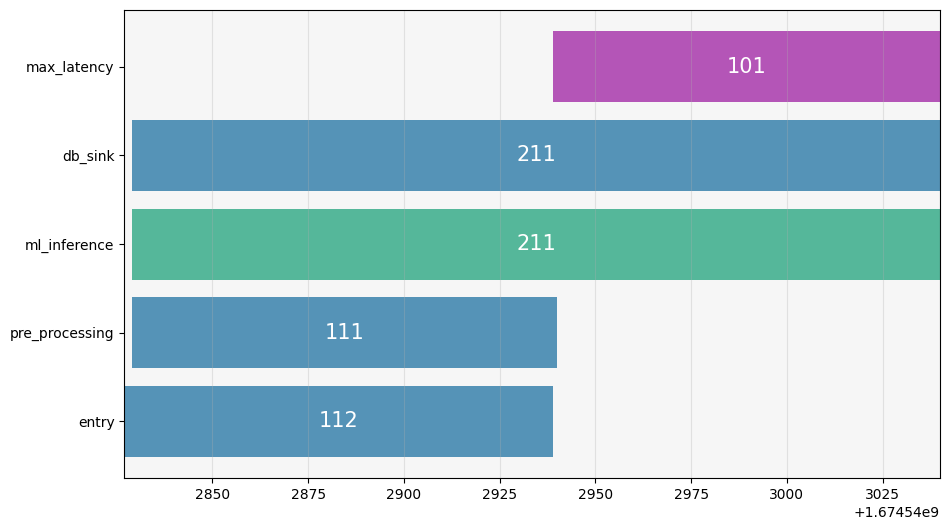 max_latency
101
db_sink
211
ml_inference
211
pre_processing
111
entry
112
2850 2875 2900 2925 2950 2975 3000 3025
+1.67454e9